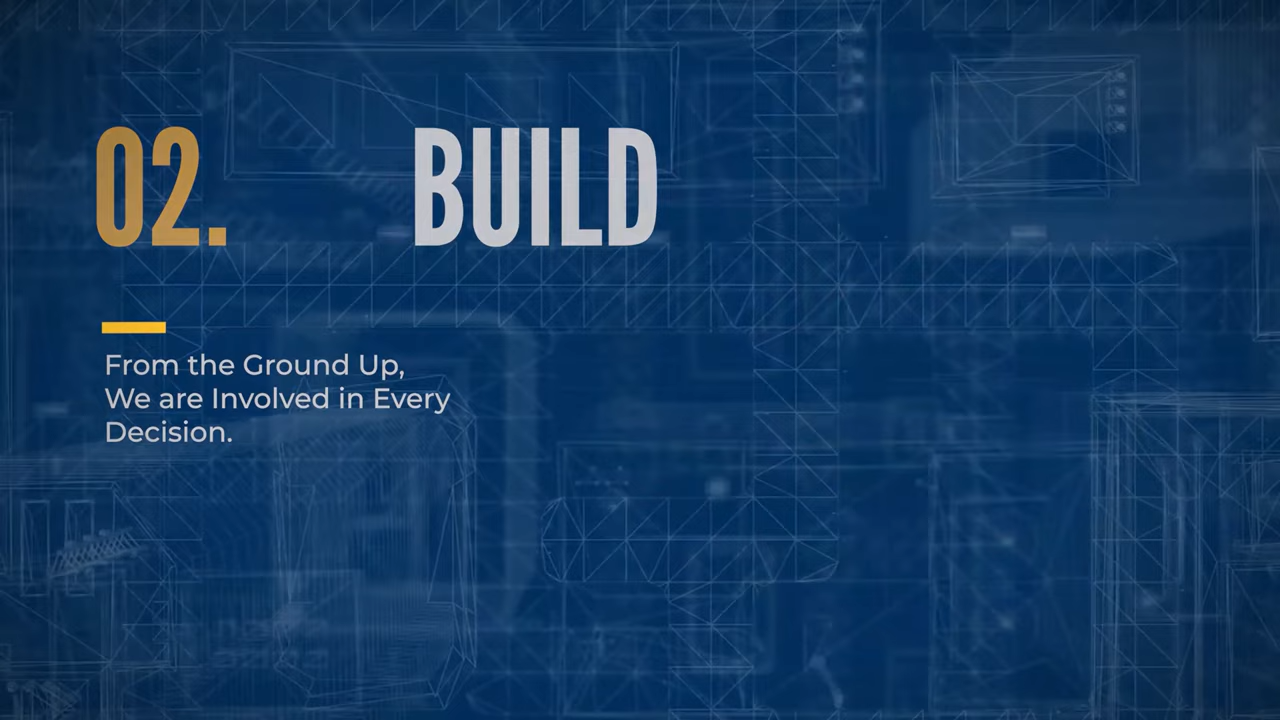 02. BUILD
From the Ground Up,
We are Involved in Every
Decision.